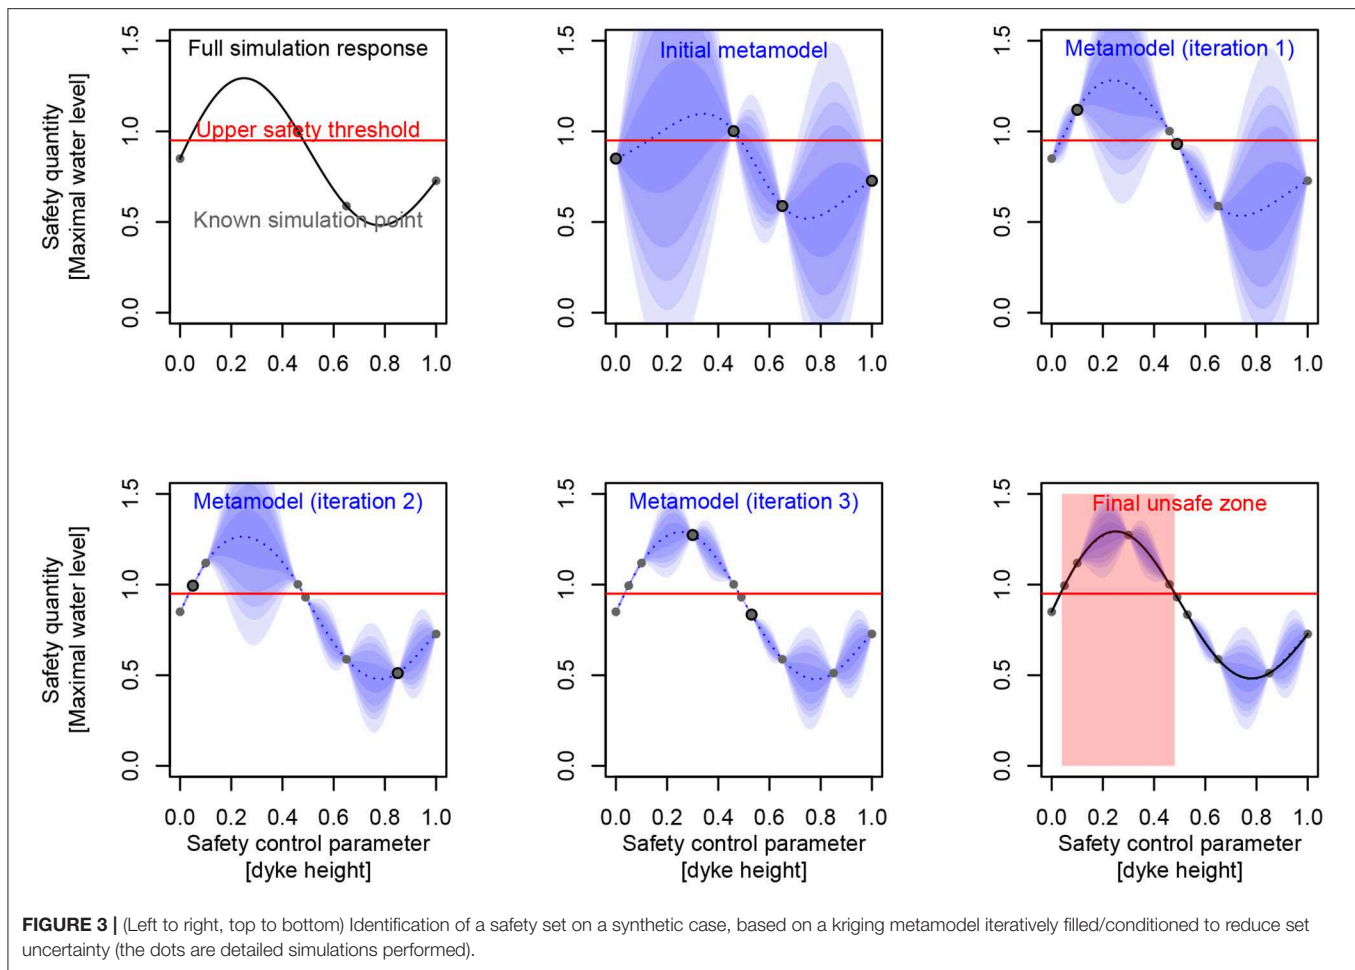 Full simulation response
Upper safety threshold
Known simulation point
Safety quantity
[Maximal water level]
0.0 0.5 1.0 1.5
0.0 0.2 0.4 0.6 0.8 1.0
Initial metamodel
0.0 0.5 1.0 1.5
0.0 0.2 0.4 0.6 0.8 1.0
Metamodel (iteration 1)
0.0 0.5 1.0 1.5
0.0 0.2 0.4 0.6 0.8 1.0
Metamodel (iteration 2)
Safety quantity
[Maximal water level]
0.0 0.5 1.0 1.5
0.0 0.2 0.4 0.6 0.8 1.0
Safety control parameter
[dyke height]
Metamodel (iteration 3)
0.0 0.5 1.0 1.5
0.0 0.2 0.4 0.6 0.8 1.0
Safety control parameter
[dyke height]
Final unsafe zone
0.0 0.5 1.0 1.5
0.0 0.2 0.4 0.6 0.8 1.0
Safety control parameter
[dyke height]
FIGURE 3 | (Left to right, top to bottom) Identification of a safety set on a synthetic case, based on a kriging metamodel iteratively filled/conditioned to reduce set
uncertainty (the dots are detailed simulations performed).